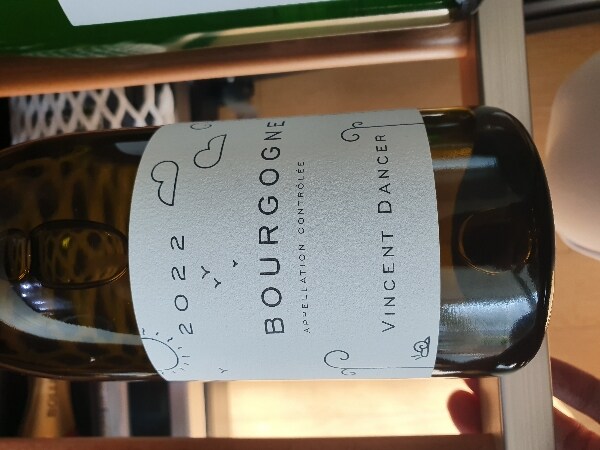 2022
BOURGOGNE
APPELLATION CONTRÔLÉE
VINCENT DANCER